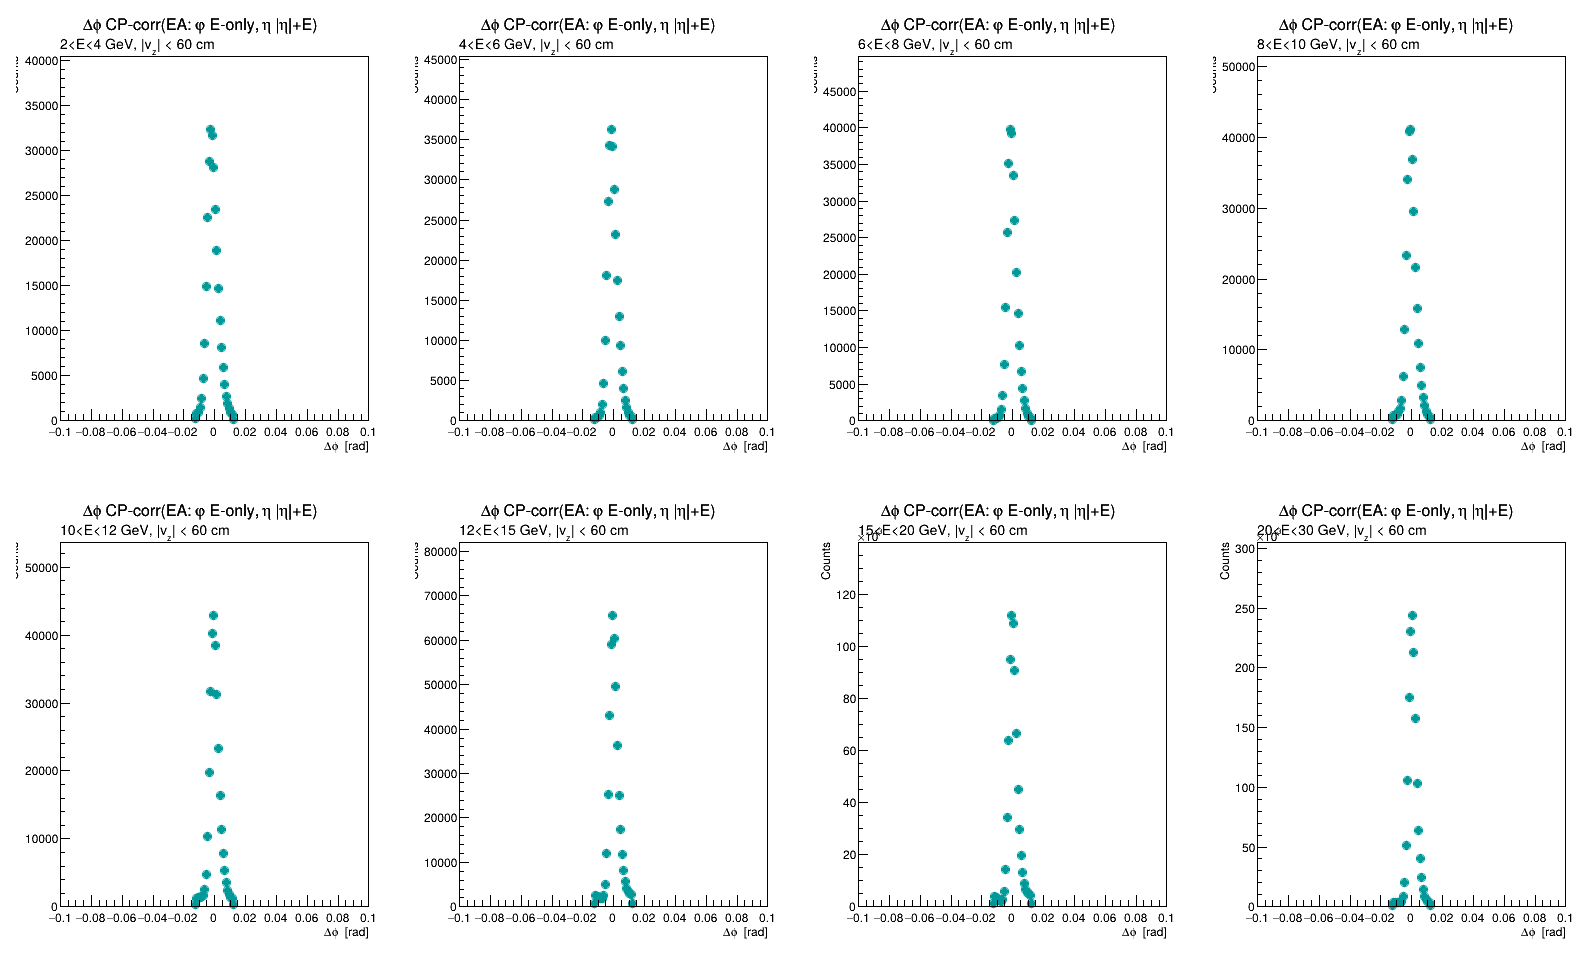 Δϕ CP-corr(EA: φ E-only, η |η|+E)
2<E<4 GeV, |v_z| < 60 cm
Counts
40000
35000
30000
25000
20000
15000
10000
5000
0
−0.1 −0.08 −0.06 −0.04 −0.02 0 0.02 0.04 0.06 0.08 0.1
Δϕ [rad]
Δϕ CP-corr(EA: φ E-only, η |η|+E)
4<E<6 GeV, |v_z| < 60 cm
Counts
45000
40000
35000
30000
25000
20000
15000
10000
5000
0
−0.1 −0.08 −0.06 −0.04 −0.02 0 0.02 0.04 0.06 0.08 0.1
Δϕ [rad]
Δϕ CP-corr(EA: φ E-only, η |η|+E)
6<E<8 GeV, |v_z| < 60 cm
Counts
45000
40000
35000
30000
25000
20000
15000
10000
5000
0
−0.1 −0.08 −0.06 −0.04 −0.02 0 0.02 0.04 0.06 0.08 0.1
Δϕ [rad]
Δϕ CP-corr(EA: φ E-only, η |η|+E)
8<E<10 GeV, |v_z| < 60 cm
Counts
50000
40000
30000
20000
10000
0
−0.1 −0.08 −0.06 −0.04 −0.02 0 0.02 0.04 0.06 0.08 0.1
Δϕ [rad]
Δϕ CP-corr(EA: φ E-only, η |η|+E)
10<E<12 GeV, |v_z| < 60 cm
Counts
50000
40000
30000
20000
10000
0
−0.1 −0.08 −0.06 −0.04 −0.02 0 0.02 0.04 0.06 0.08 0.1
Δϕ [rad]
Δϕ CP-corr(EA: φ E-only, η |η|+E)
12<E<15 GeV, |v_z| < 60 cm
Counts
80000
70000
60000
50000
40000
30000
20000
10000
0
−0.1 −0.08 −0.06 −0.04 −0.02 0 0.02 0.04 0.06 0.08 0.1
Δϕ [rad]
Δϕ CP-corr(EA: φ E-only, η |η|+E)
15<E<20 GeV, |v_z| < 60 cm
Counts
120
100
80
60
40
20
0
−0.1 −0.08 −0.06 −0.04 −0.02 0 0.02 0.04 0.06 0.08 0.1
Δϕ [rad]
Δϕ CP-corr(EA: φ E-only, η |η|+E)
20<E<30 GeV, |v_z| < 60 cm
Counts
300
250
200
150
100
50
0
−0.1 −0.08 −0.06 −0.04 −0.02 0 0.02 0.04 0.06 0.08 0.1
Δϕ [rad]